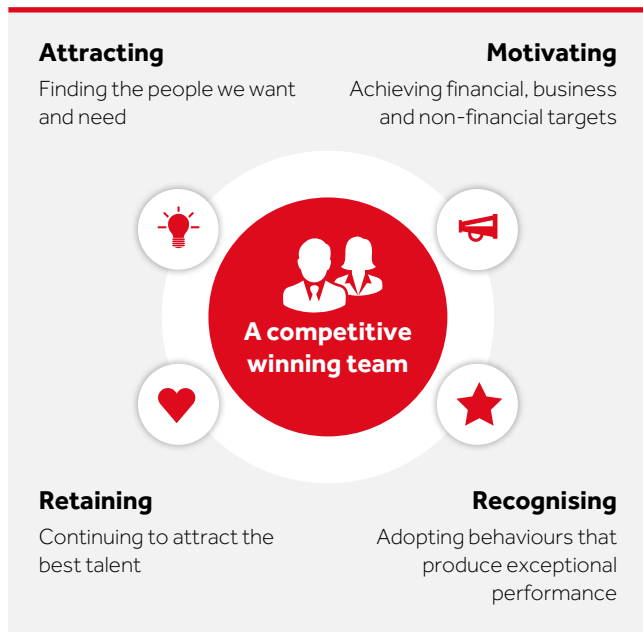 Attracting
Finding the people we want
and need
Motivating
Achieving financial, business
and non-financial targets
A competitive
winning team
Retaining
Continuing to attract the
best talent
Recognising
Adopting behaviours that
produce exceptional
performance